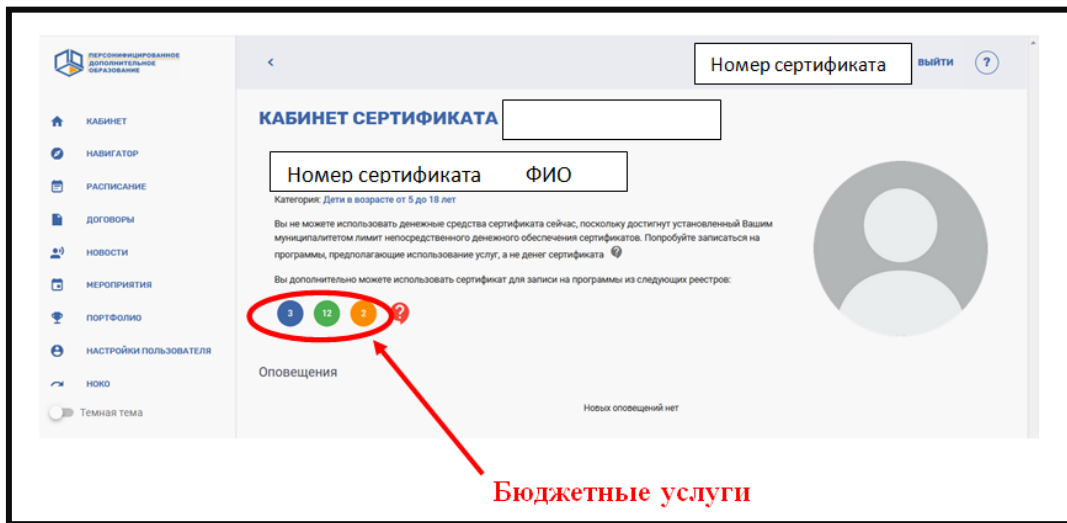 ПЕРСОНИФИЦИРОВАННОЕ
ДОПОЛНИТЕЛЬНОЕ
ОБРАЗОВАНИЕ
Номер сертификата
ВЫЙТИ
?
КАБИНЕТ
НАВИГАТОР
РАСПИСАНИЕ
ДОГОВОРЫ
НОВОСТИ
МЕРОПРИЯТИЯ
ПОРТФОЛИО
НАСТРОЙКИ ПОЛЬЗОВАТЕЛЯ
НОКО
Темная тема
КАБИНЕТ СЕРТИФИКАТА
Номер сертификата ФИО
Категория: Дети в возрасте от 5 до 18 лет
Вы не можете использовать денежные средства сертификата сейчас, поскольку достигнут установленный Вашим
муниципалитетом лимит непосредственного денежного обеспечения сертификатов. Попробуйте записаться на
программы, предполагающие использование услуг, а не денег сертификата ?
Вы дополнительно можете использовать сертификат для записи на программы из следующих реестров:
3 12 2 ?
Оповещения
Новых оповещений нет
Бюджетные услуги